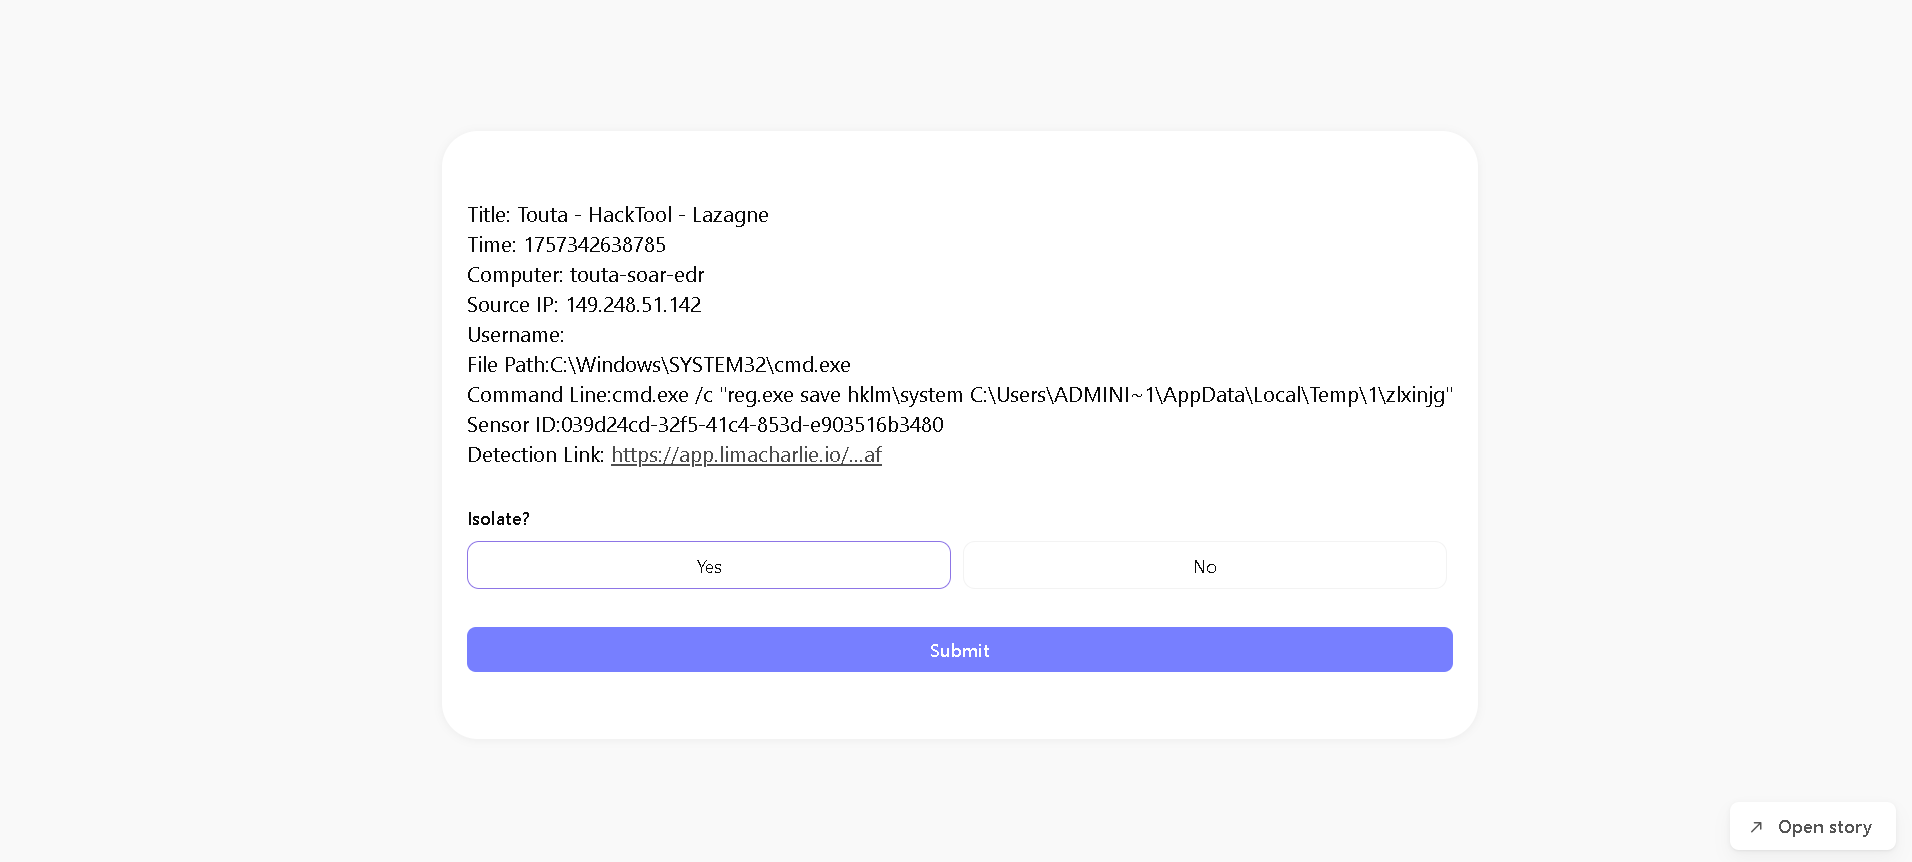 Title: Touta - HackTool - Lazagne
Time: 1757342638785
Computer: touta-soar-edr
Source IP: 149.248.51.142
Username:
File Path:C:\Windows\SYSTEM32\cmd.exe
Command Line:cmd.exe /c "reg.exe save hklm\system C:\Users\ADMINI~1\AppData\Local\Temp\1\zlxinjg"
Sensor ID:039d24cd-32f5-41c4-853d-e903516b3480
Detection Link: https://app.limacharlie.io/...af
Isolate?
Yes
No
Submit
Open story